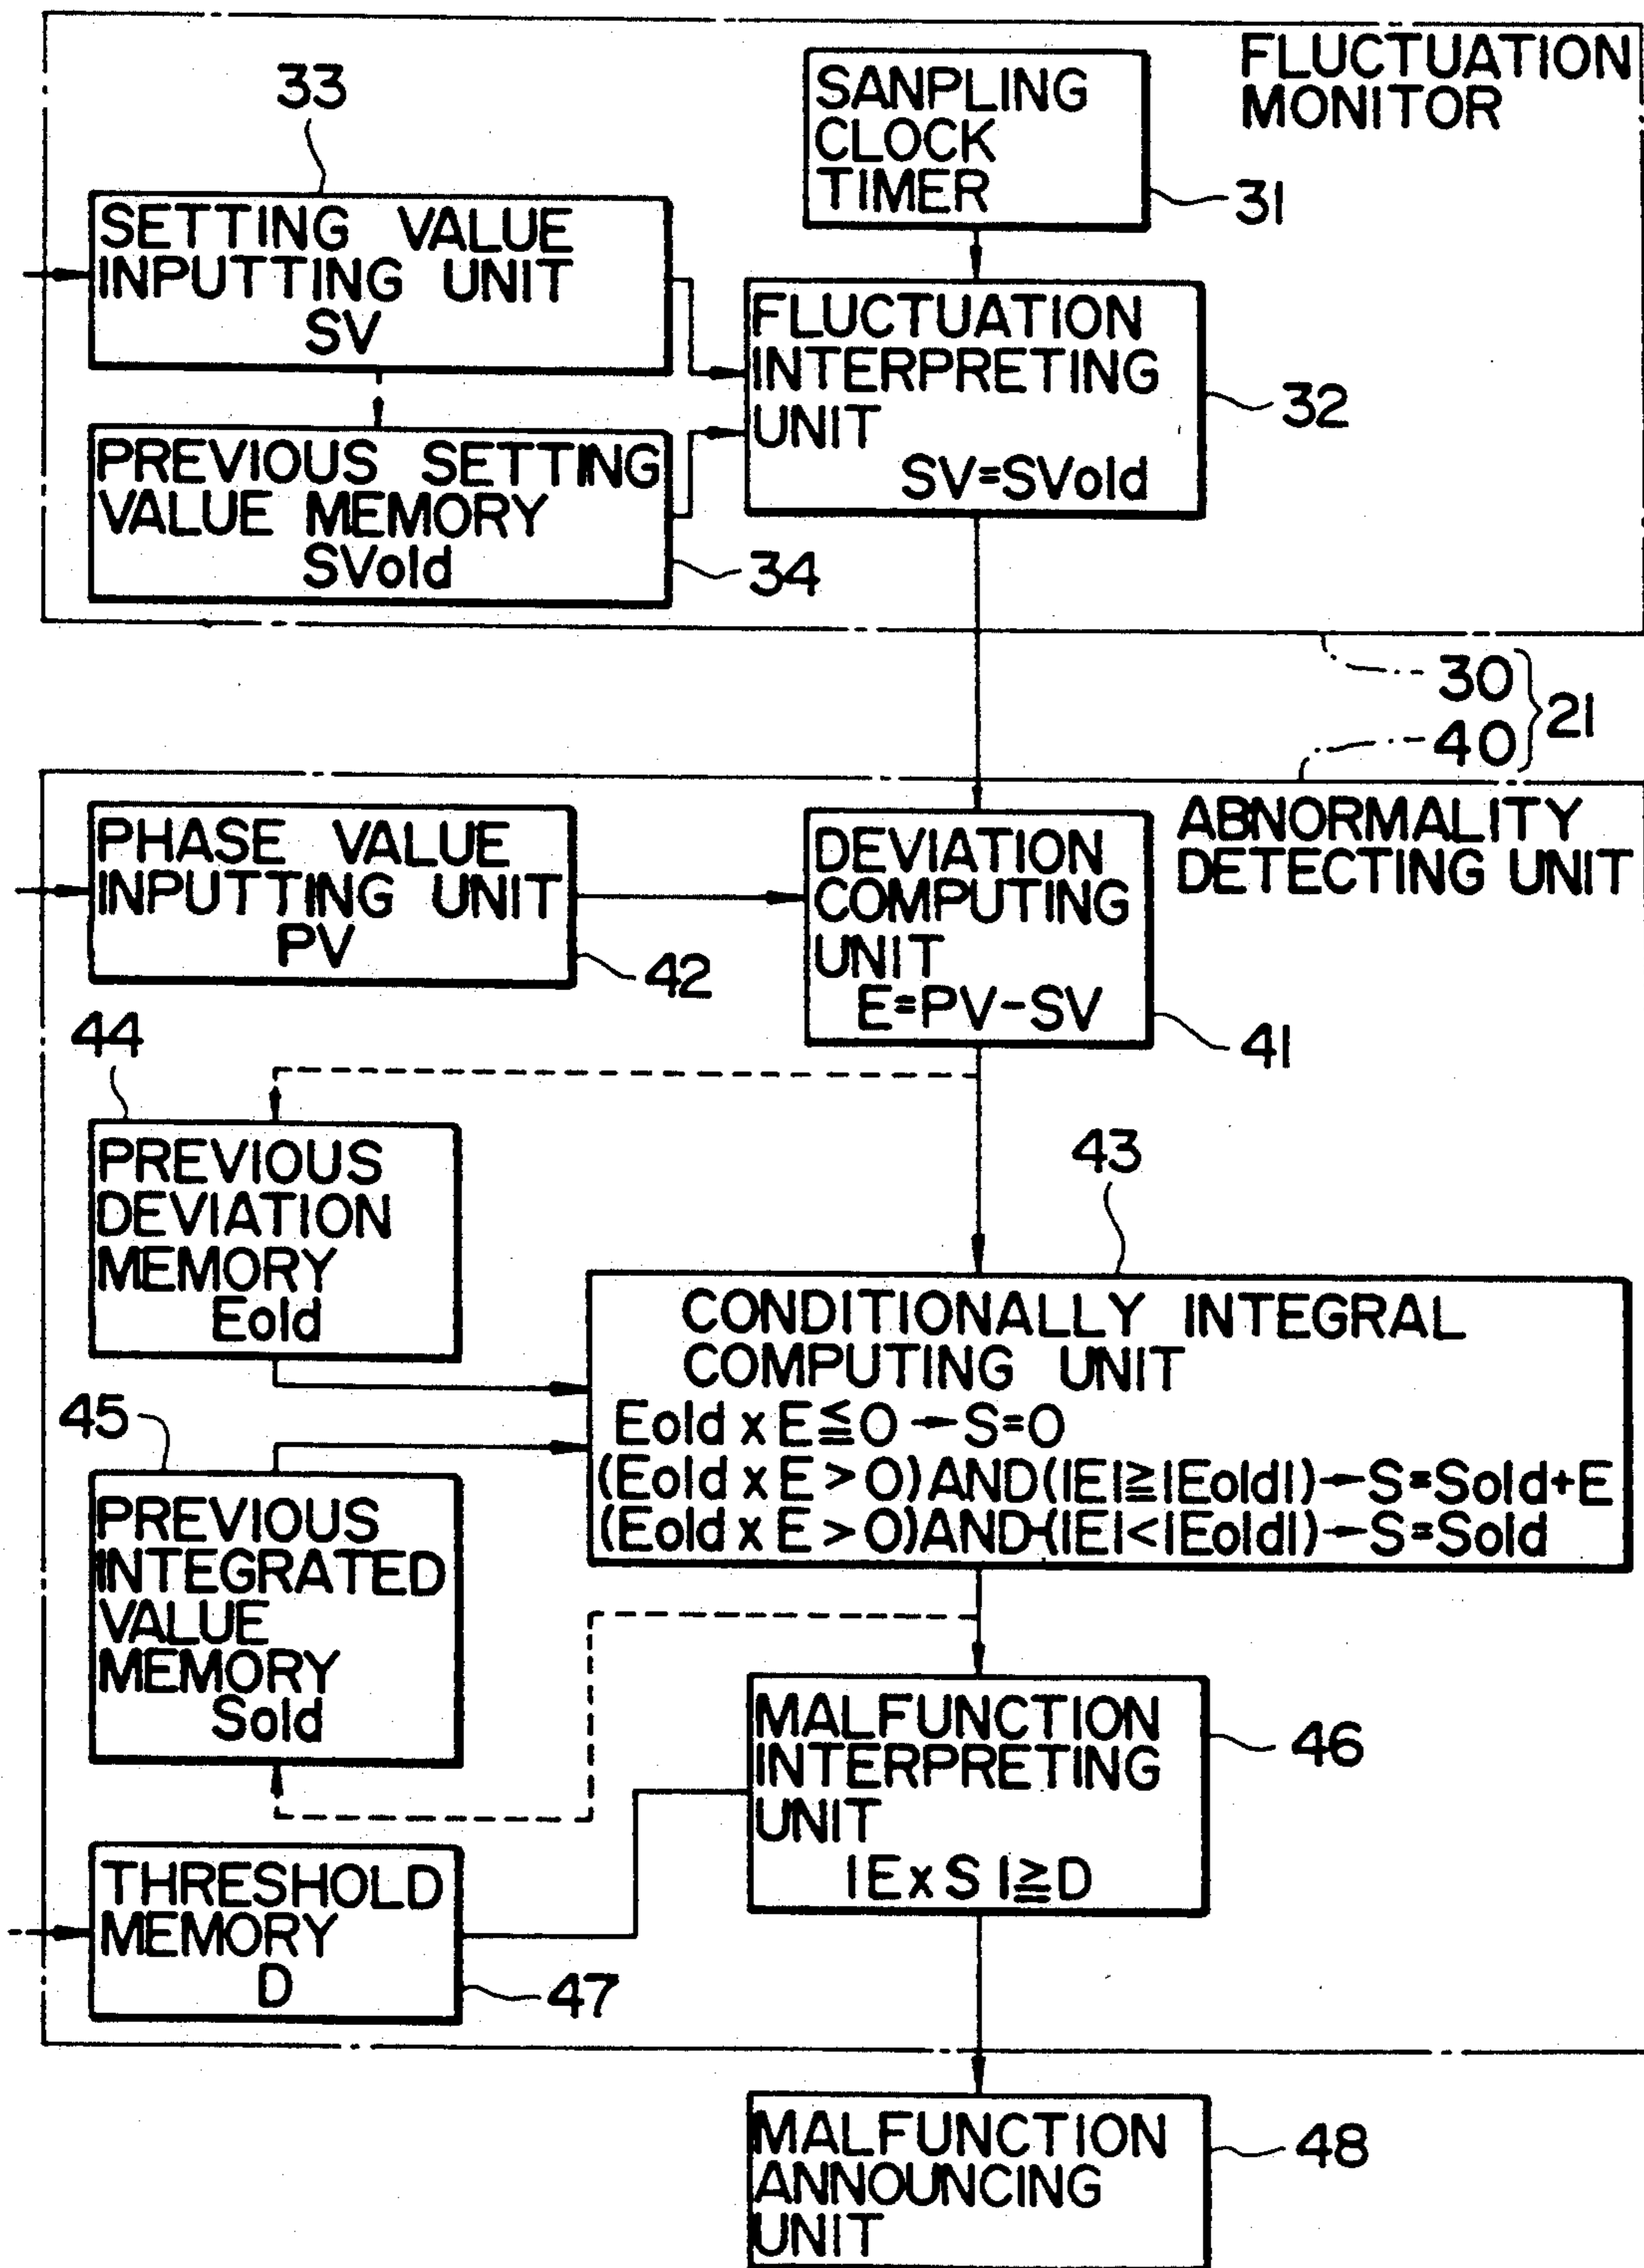 FLUCTUATION
MONITOR
33
SANPLING
CLOCK
TIMER
31
SETTING VALUE
INPUTTING UNIT
SV
FLUCTUATION
INTERPRETING
UNIT
SV=SVold
32
PREVIOUS SETTING
VALUE MEMORY
SVold
34
30
40
21
ABNORMALITY
DETECTING UNIT
PHASE VALUE
INPUTTING UNIT
PV
42
DEVIATION
COMPUTING
UNIT
E=PV-SV
41
44
PREVIOUS
DEVIATION
MEMORY
Eold
43
CONDITIONALLY INTEGRAL
COMPUTING UNIT
Eold x E≦0→S=0
(Eold x E>0)AND(|E|≧|Eold|)→S=Sold+E
(Eold x E>0)AND(|E|<|Eold|)→S=Sold
45
PREVIOUS
INTEGRATED
VALUE
MEMORY
Sold
MALFUNCTION
INTERPRETING
UNIT
|E x S|≧D
46
THRESHOLD
MEMORY
D
47
MALFUNCTION
ANNOUNCING
UNIT
48